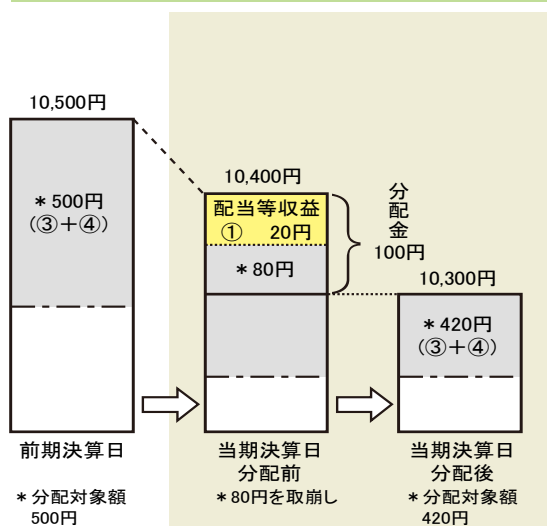 10,500円
＊500円
（③＋④）
前期決算日
＊分配対象額
500円
10,400円
配当等収益
① 20円
＊80円
分配金
100円
当期決算日
分配前
＊80円を取崩し
10,300円
＊420円
（③＋④）
当期決算日
分配後
＊分配対象額
420円